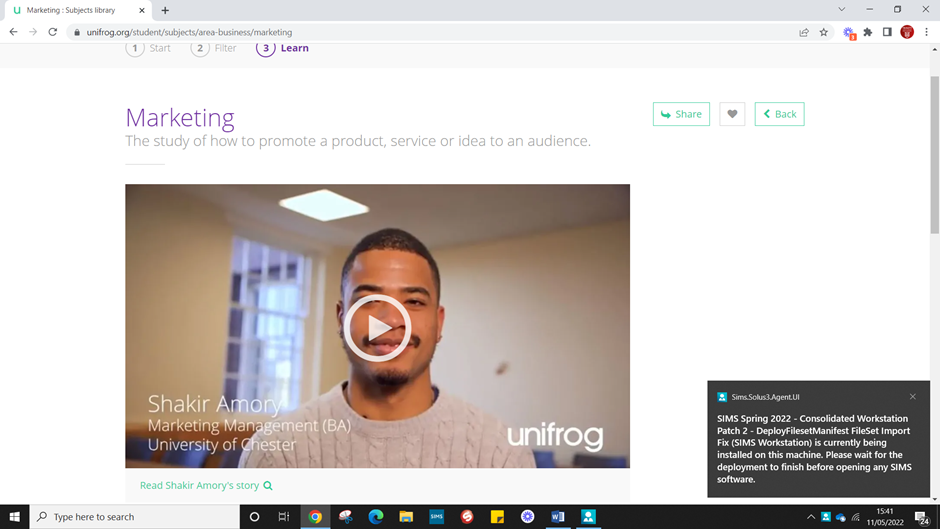 Marketing : Subjects library
unifrog.org/student/subjects/area-business/marketing
1 Start 2 Filter 3 Learn
Marketing
Share
Back
The study of how to promote a product, service or idea to an audience.
Shakir Amory
Marketing Management (BA)
University of Chester
unifrog
Read Shakir Amory's story
Sims.Solus3.Agent.UI
SIMS Spring 2022 - Consolidated Workstation
Patch 2 - DeployFilesetManifest FileSet Import
Fix (SIMS Workstation) is currently being
installed on this machine. Please wait for the
deployment to finish before opening any SIMS
software.
Type here to search
SIMS
15:41
11/05/2022
24